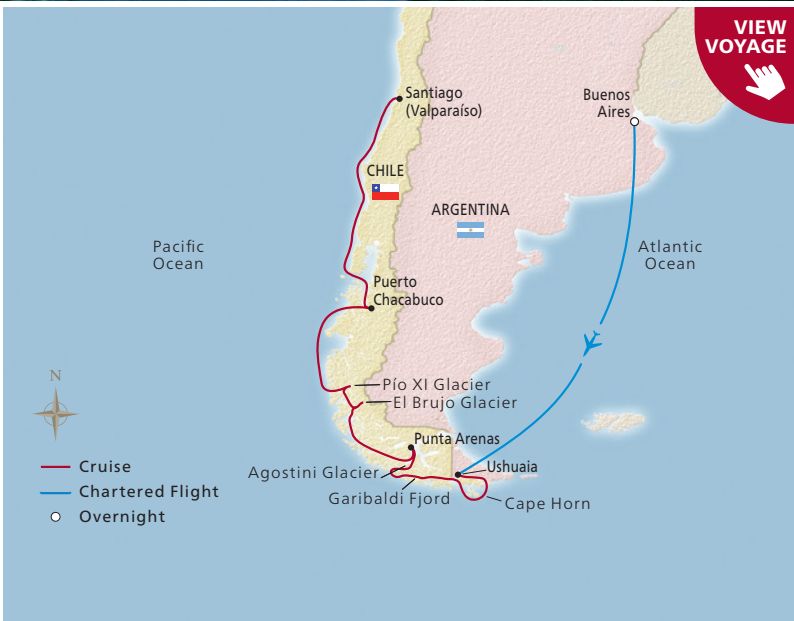 VIEW
VOYAGE
Santiago
(Valparaíso)
Buenos
Aires
CHILE
ARGENTINA
Pacific
Ocean
Atlantic
Ocean
Puerto
Chacabuco
N
Pío XI Glacier
El Brujo Glacier
Punta Arenas
Ushuaia
Agostini Glacier
Garibaldi Fjord
Cape Horn
Cruise
Chartered Flight
Overnight